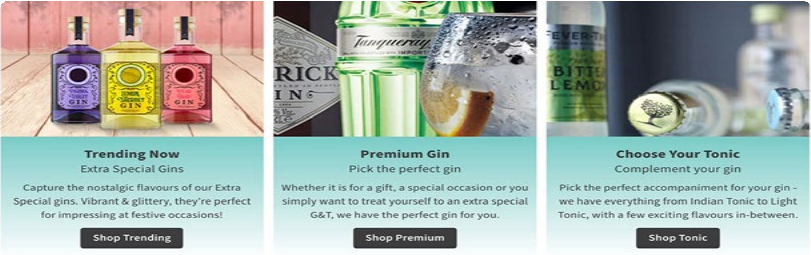 GIN
LEMON SHERBET GIN
GIN
Trending Now
Extra Special Gins
Capture the nostalgic flavours of our Extra
Special gins. Vibrant & glittery, they're perfect
for impressing at festive occasions!
Shop Trending
Tanqueray
IMPORTED
RICK
IN
Premium Gin
Pick the perfect gin
Whether it is for a gift, a special occasion or you
simply want to treat yourself to an extra special
G&T, we have the perfect gin for you.
Shop Premium
FEVER-TR
BITTE
LEMO
Choose Your Tonic
Complement your gin
Pick the perfect accompaniment for your gin -
we have everything from Indian Tonic to Light
Tonic, with a few exciting flavours in-between.
Shop Tonic